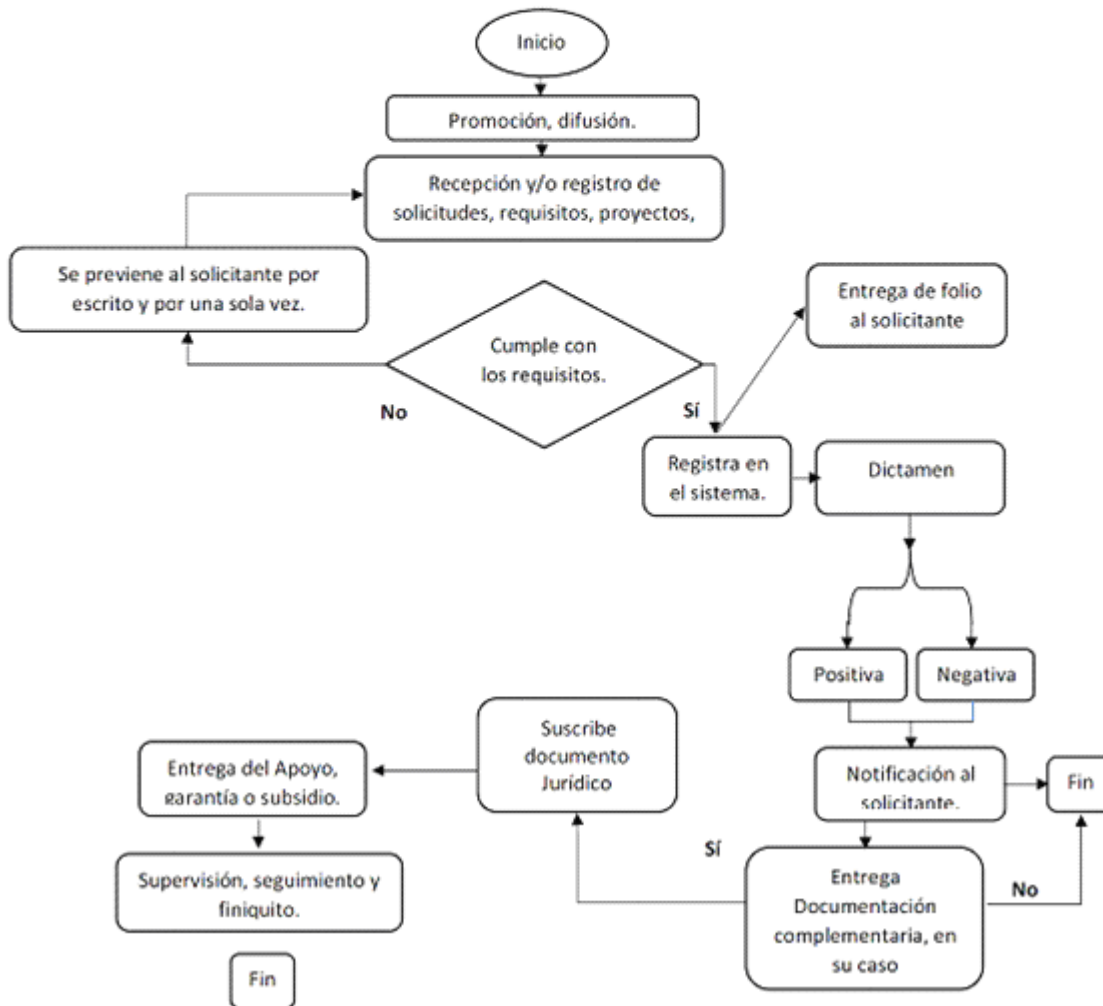 Inicio
Promoción, difusión.
Recepción y/o registro de
solicitudes, requisitos, proyectos,
Se previene al solicitante por
escrito y por una sola vez.
Entrega de folio
al solicitante
Cumple con
los requisitos.
No
Sí
Registra en
el sistema.
Dictamen
Positiva
Negativa
Suscribe
documento
Jurídico
Entrega del Apoyo,
garantía o subsidio.
Notificación al
solicitante.
Fin
Sí
Entrega
Documentación
complementaria, en
su caso
No
Supervisión, seguimiento y
finiquito.
Fin